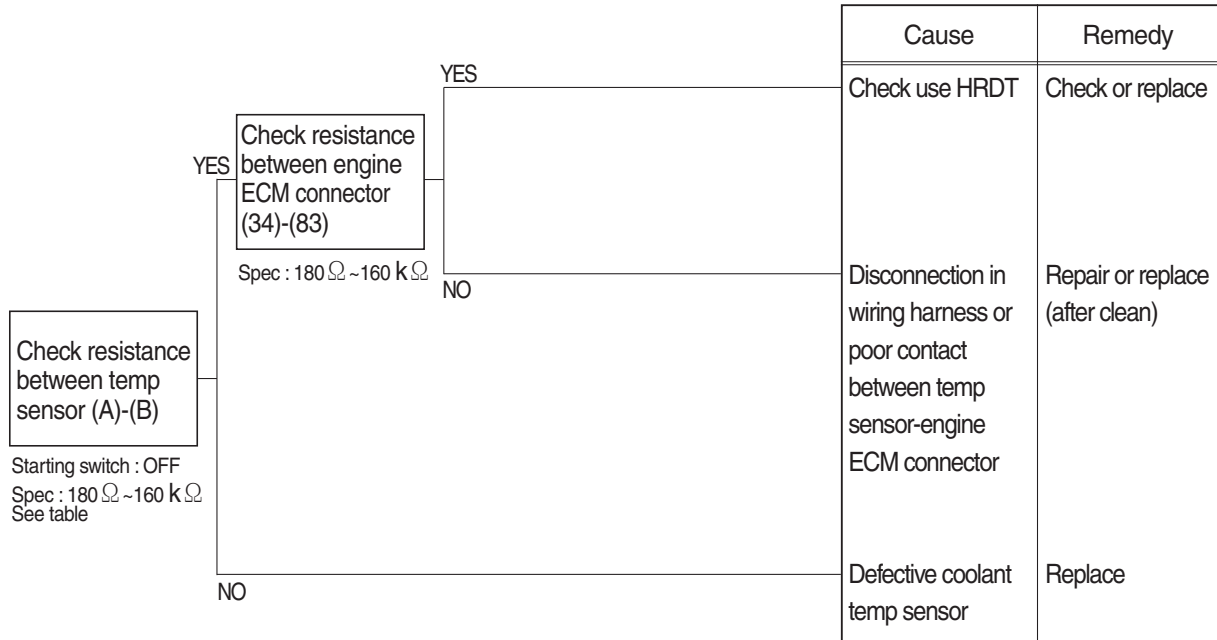 Cause
Remedy
YES
Check use HRDT
Check or replace
Check resistance
between engine
ECM connector
(34)-(83)
YES
Spec : 180 Ω ~160 kΩ
NO
Disconnection in
wiring harness or
poor contact
between temp
sensor-engine
ECM connector
Repair or replace
(after clean)
Check resistance
between temp
sensor (A)-(B)
Starting switch : OFF
Spec : 180 Ω ~160 kΩ
See table
NO
Defective coolant
temp sensor
Replace